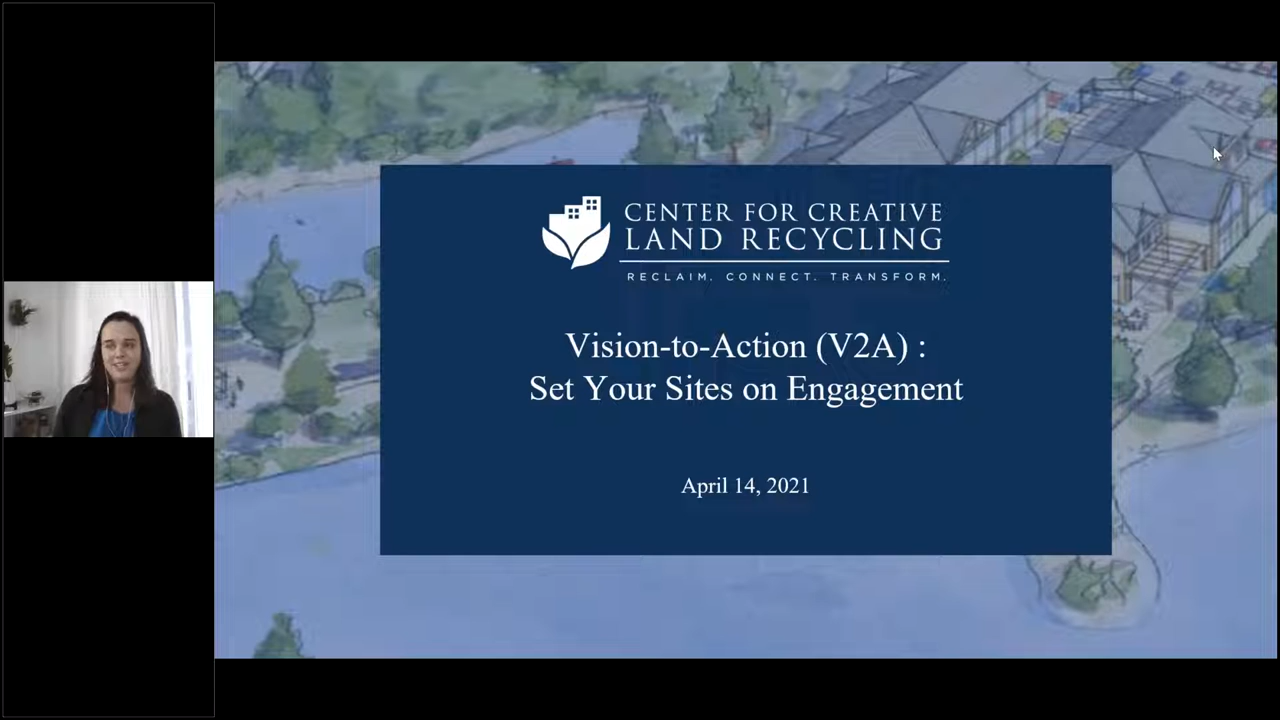 CENTER FOR CREATIVE
LAND RECYCLING
RECLAIM. CONNECT. TRANSFORM.
Vision-to-Action (V2A) :
Set Your Sites on Engagement
April 14, 2021